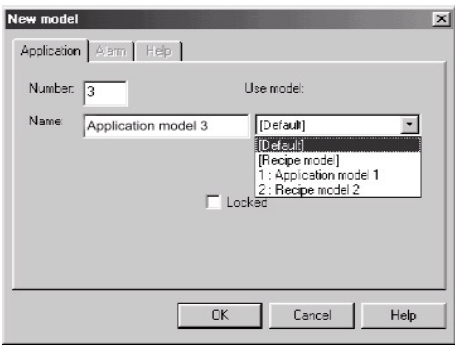 New model
Application Alarm Help
Number: 3 Use model:
Name: Application model 3 [Default]
[Default]
[Recipe model]
1 : Application model 1
2 : Recipe model 2
Locked
OK Cancel Help